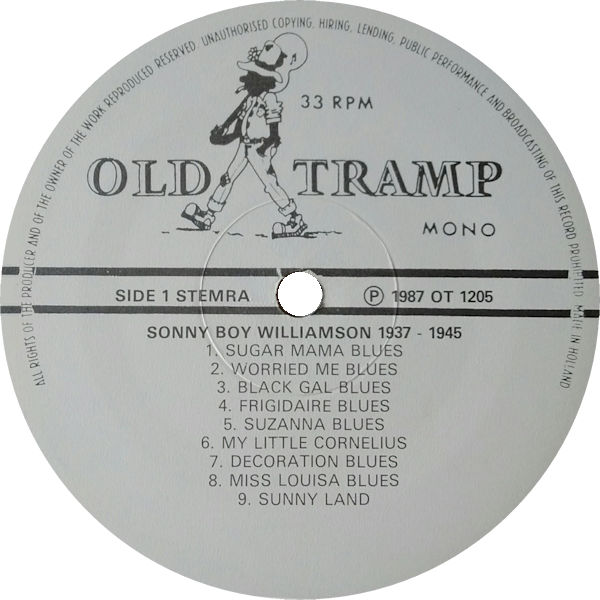 ALL RIGHTS OF THE PRODUCER AND OF THE OWNER OF THE WORK REPRODUCED RESERVED. UNAUTHORISED COPYING, HIRING, LENDING, PUBLIC PERFORMANCE AND BROADCASTING OF THIS RECORD PROHIBITED. MADE IN HOLLAND
33 RPM
OLD TRAMP
MONO
SIDE 1 STEMRA ℗ 1987 OT 1205
SONNY BOY WILLIAMSON 1937 - 1945
1. SUGAR MAMA BLUES
2. WORRIED ME BLUES
3. BLACK GAL BLUES
4. FRIGIDAIRE BLUES
5. SUZANNA BLUES
6. MY LITTLE CORNELIUS
7. DECORATION BLUES
8. MISS LOUISA BLUES
9. SUNNY LAND